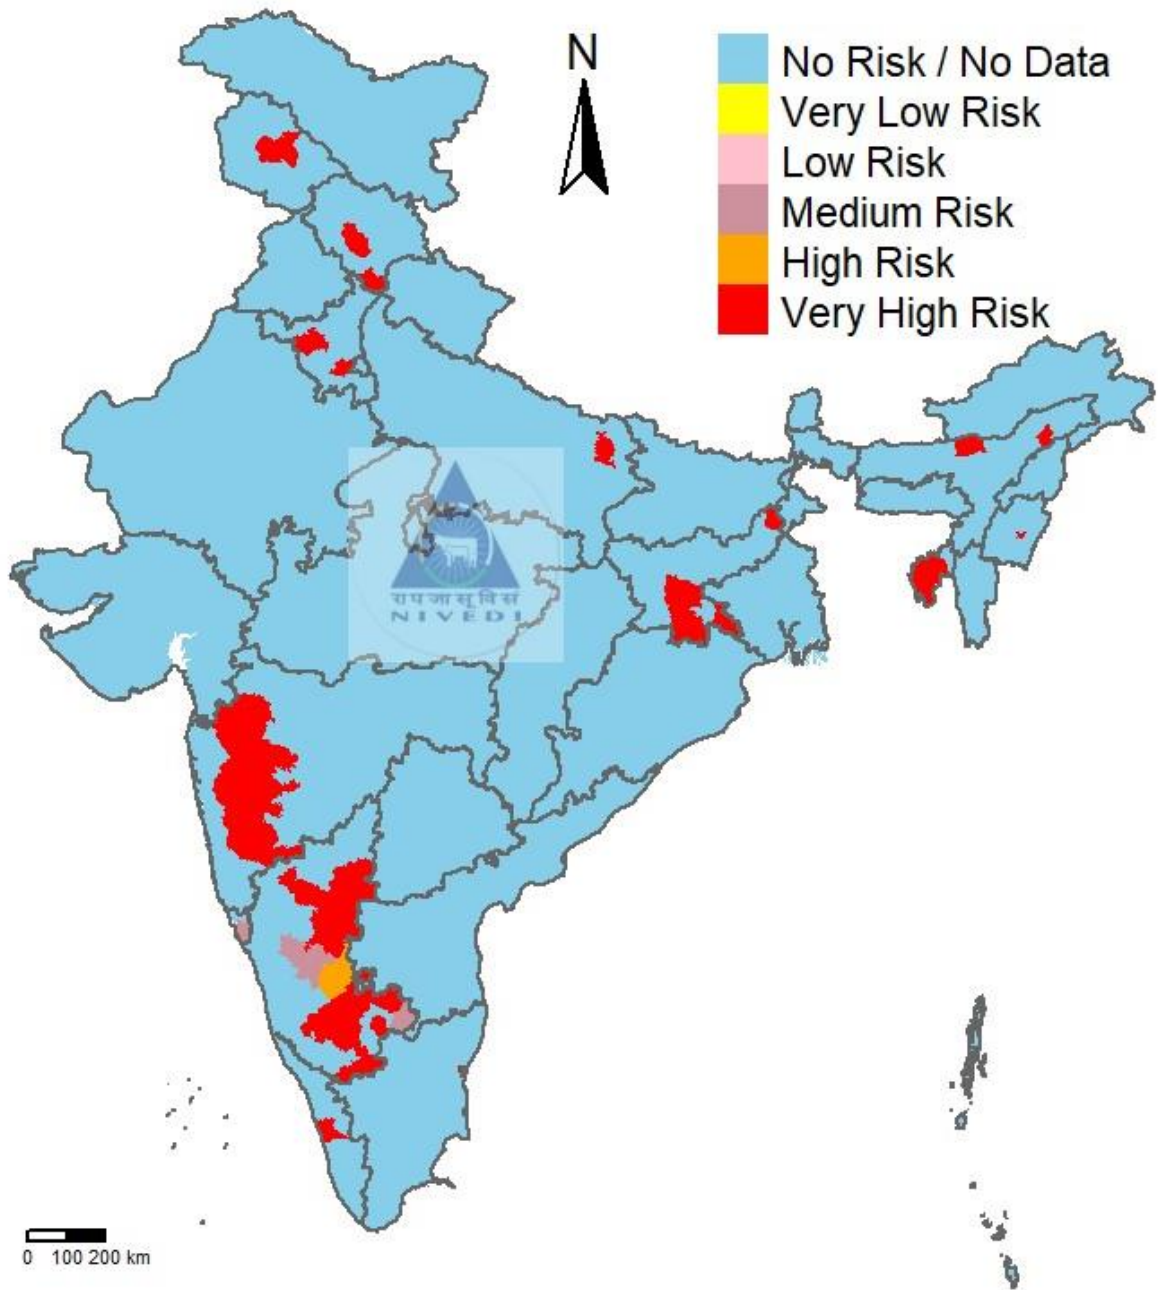 N
No Risk / No Data
Very Low Risk
Low Risk
Medium Risk
High Risk
Very High Risk
राप जा सू वि सं
NIVEDI
0 100 200 km